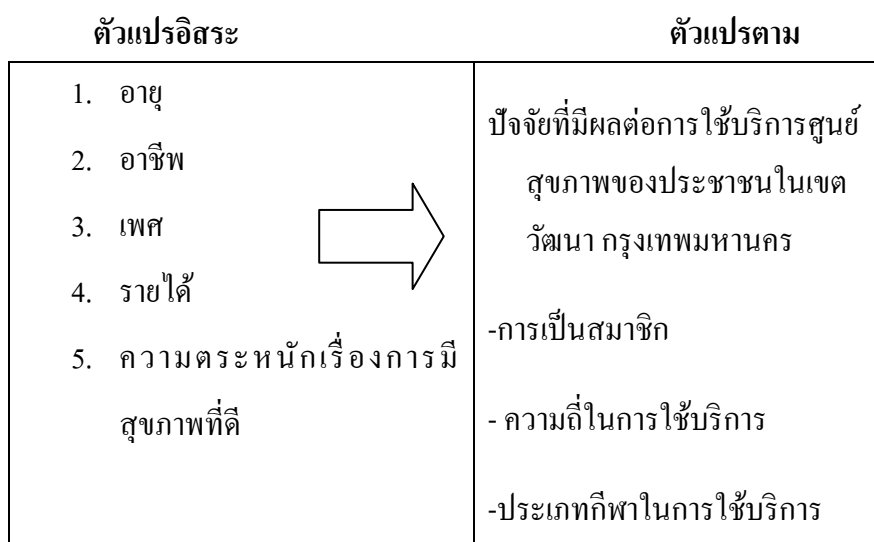 ตัวแปรอิสระ
ตัวแปรตาม
1. อายุ
2. อาชีพ
3. เพศ
4. รายได้
5. ความตระหนักเรื่องการมี
สุขภาพที่ดี
ปัจจัยที่มีผลต่อการใช้บริการศูนย์
สุขภาพของประชาชนในเขต
วัฒนา กรุงเทพมหานคร
-การเป็นสมาชิก
- ความถี่ในการใช้บริการ
-ประเภทกีฬาในการใช้บริการ